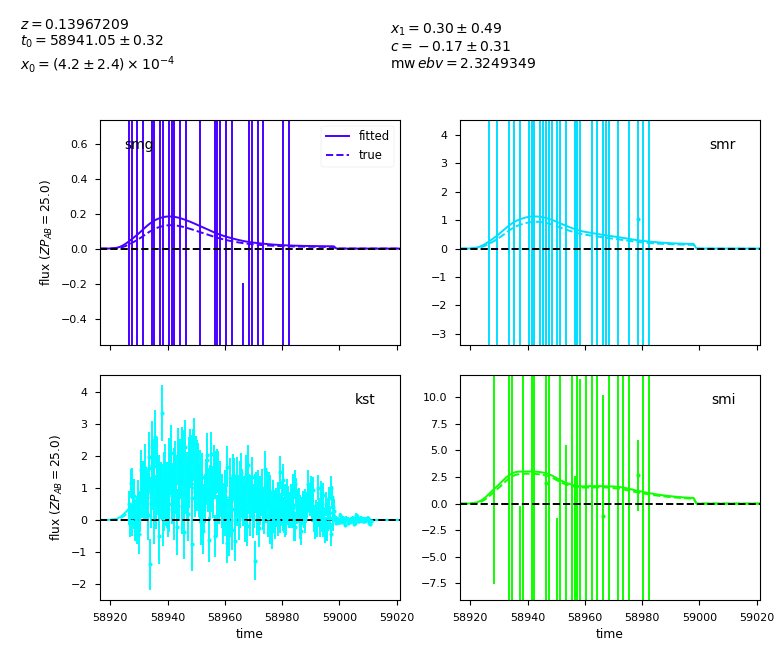 z = 0.13967209
t₀ = 58941.05 ± 0.32
x₀ = (4.2 ± 2.4) × 10⁻⁴
x₁ = 0.30 ± 0.49
c = −0.17 ± 0.31
mw ebv = 2.3249349
smg
fitted
true
flux (ZP_AB = 25.0)
0.6
0.4
0.2
0.0
−0.2
−0.4
smr
4
3
2
1
0
−1
−2
−3
kst
flux (ZP_AB = 25.0)
4
3
2
1
0
−1
−2
58920 58940 58960 58980 59000 59020
time
smi
10.0
7.5
5.0
2.5
0.0
−2.5
−5.0
−7.5
58920 58940 58960 58980 59000 59020
time